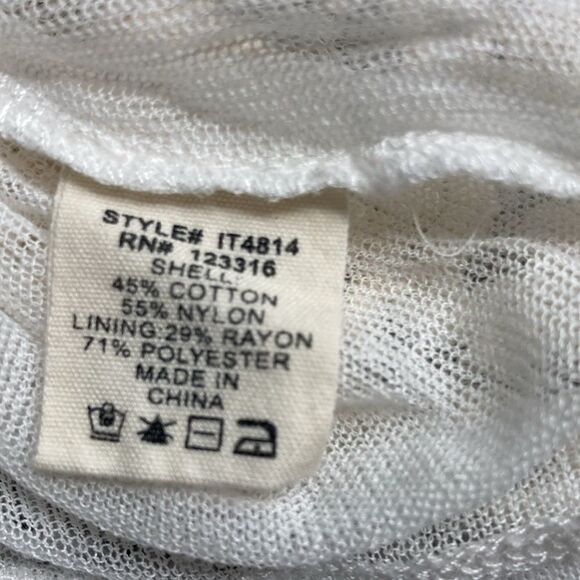 STYLE# IT4814
RN# 123316
SHELL:
45% COTTON
55% NYLON
LINING:29% RAYON
71% POLYESTER
MADE IN
CHINA